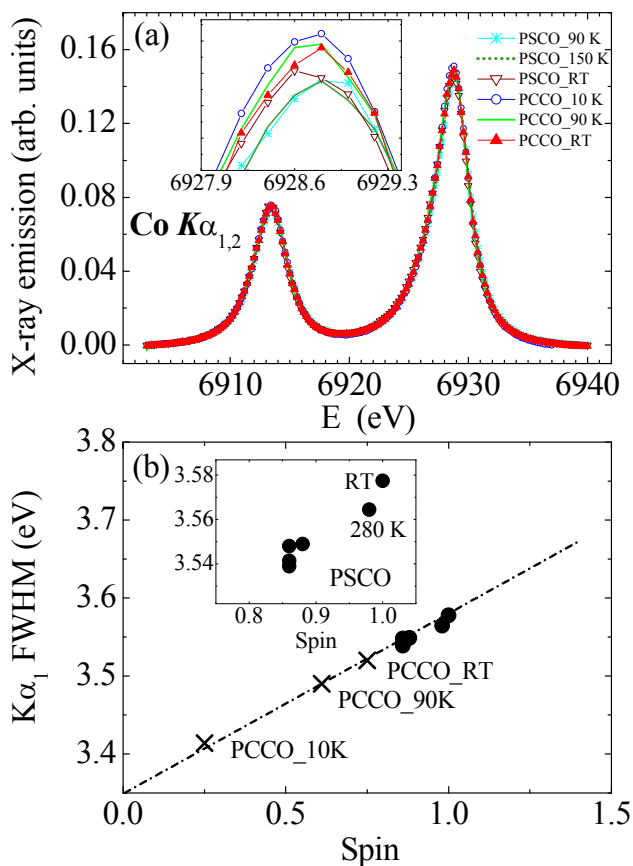 (a)
0.16
0.12
0.08
0.04
0.00
X-ray emission (arb. units)
6927.9 6928.6 6929.3
PSCO_90 K
PSCO_150 K
PSCO_RT
PCCO_10 K
PCCO_90 K
PCCO_RT
Co Kα1,2
6910 6920 6930 6940
E (eV)
(b)
3.8
3.7
3.6
3.5
3.4
Kα1 FWHM (eV)
3.58
3.56
3.54
RT
280 K
PSCO
0.8 0.9 1.0
Spin
PCCO_RT
PCCO_90K
PCCO_10K
0.0 0.5 1.0 1.5
Spin